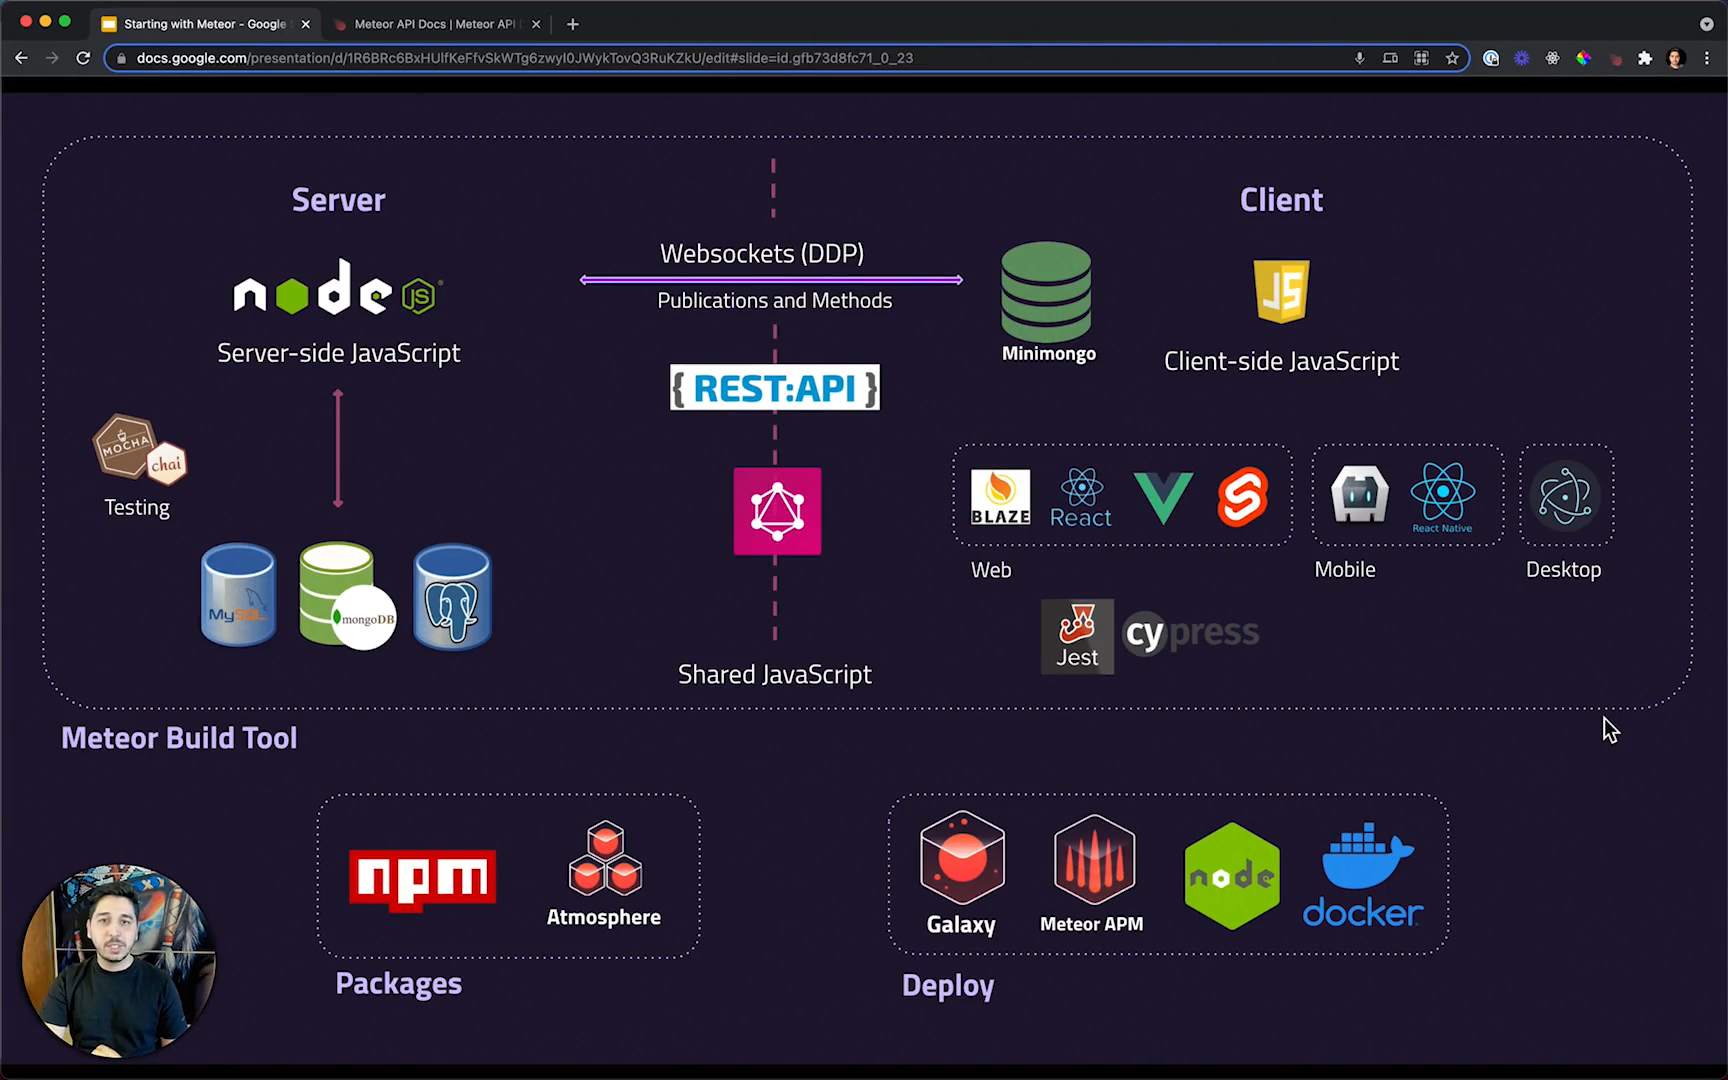 Starting with Meteor - Google
Meteor API Docs | Meteor API
docs.google.com/presentation/d/1R6BRc6BxHUlfKeFfvSkWTg6zwyI0JWykTovQ3RuKZkU/edit#slide=id.gfb73d8fc71_0_23
Server
Client
Websockets (DDP)
node
JS
Publications and Methods
JS
Server-side JavaScript
Minimongo
Client-side JavaScript
{ REST:API }
MOCHA
chai
Testing
BLAZE
React
React Native
Web
Mobile
Desktop
MySQL
mongoDB
Jest
cypress
Shared JavaScript
Meteor Build Tool
npm
Atmosphere
Galaxy
Meteor APM
node
docker
Packages
Deploy